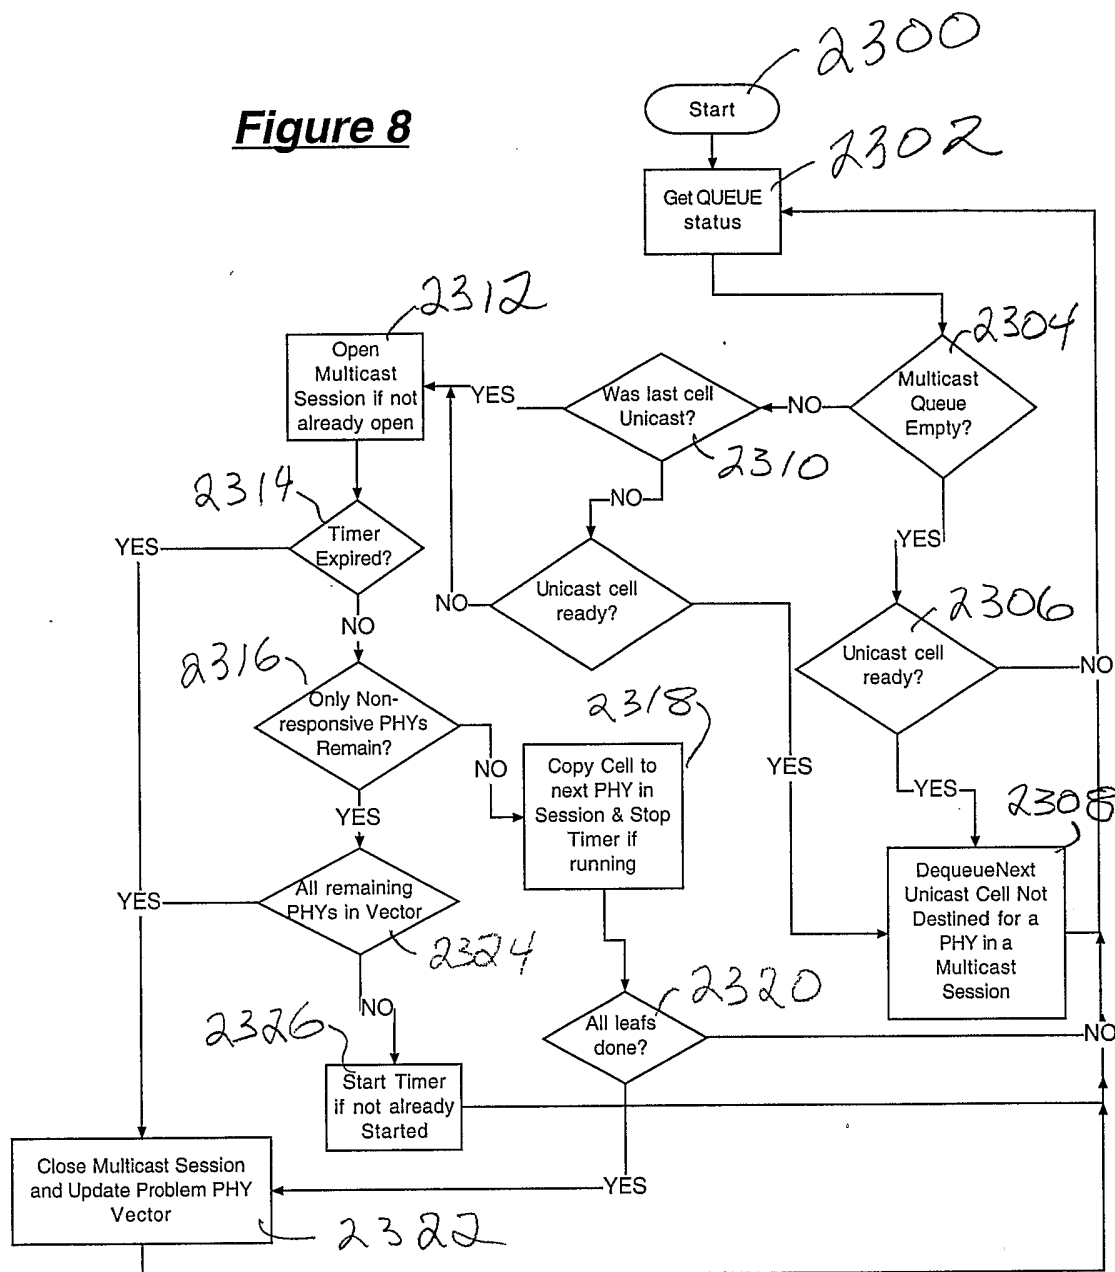 Figure 8
2300
Start
2302
Get QUEUE
status
2312
2304
Open
Multicast
Session if not
already open
YES
Was last cell
Unicast?
NO
Multicast
Queue
Empty?
2310
2314
NO
YES
Timer
Expired?
YES
NO
Unicast cell
ready?
2306
NO
Unicast cell
ready?
NO
2316
Only Non-
responsive PHYs
Remain?
2318
NO
Copy Cell to
next PHY in
Session & Stop
Timer if
running
YES
YES
2308
YES
All remaining
PHYs in Vector
YES
2324
DequeueNext
Unicast Cell Not
Destined for a
PHY in a
Multicast
Session
NO
2326
2320
All leafs
done?
NO
Start Timer
if not already
Started
Close Multicast Session
and Update Problem PHY
Vector
YES
2322